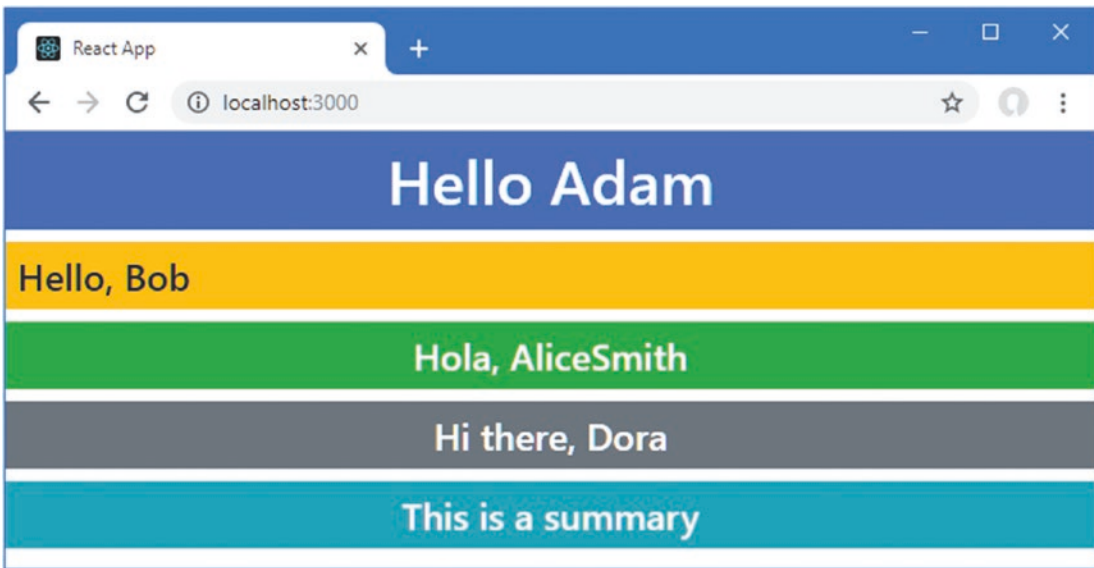 React App
localhost:3000
Hello Adam
Hello, Bob
Hola, AliceSmith
Hi there, Dora
This is a summary